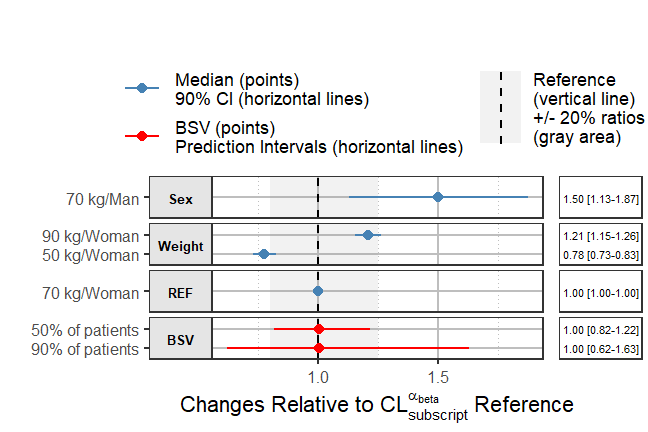 Median (points)
90% CI (horizontal lines)
BSV (points)
Prediction Intervals (horizontal lines)
Reference
(vertical line)
+/- 20% ratios
(gray area)
70 kg/Man Sex 1.50 [1.13-1.87]
90 kg/Woman Weight 1.21 [1.15-1.26]
50 kg/Woman 0.78 [0.73-0.83]
70 kg/Woman REF 1.00 [1.00-1.00]
50% of patients BSV 1.00 [0.82-1.22]
90% of patients 1.00 [0.62-1.63]
1.0 1.5
Changes Relative to CL α beta subscript Reference